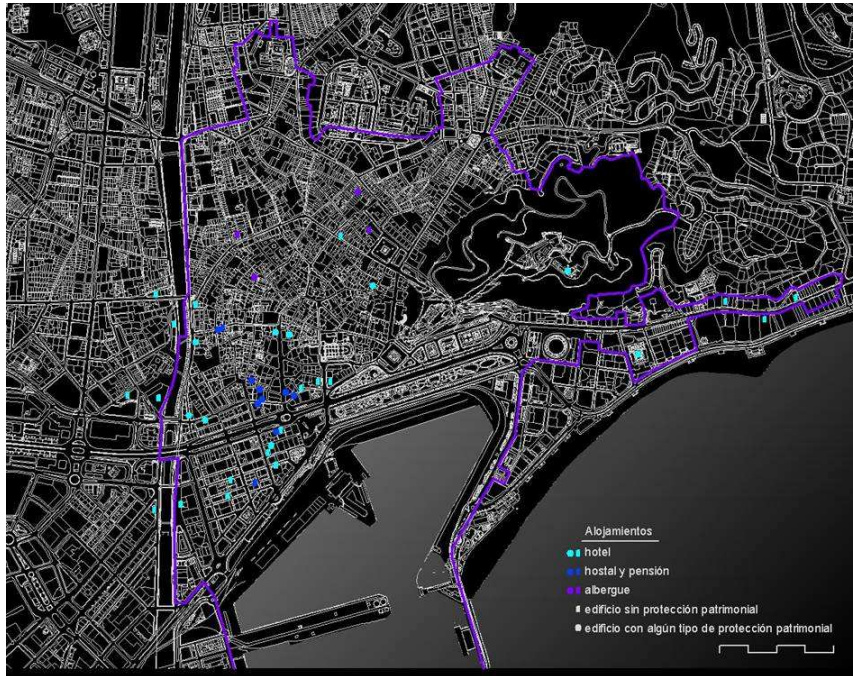 Alojamientos
hotel
hostal y pensión
albergue
edificio sin protección patrimonial
edificio con algún tipo de protección patrimonial